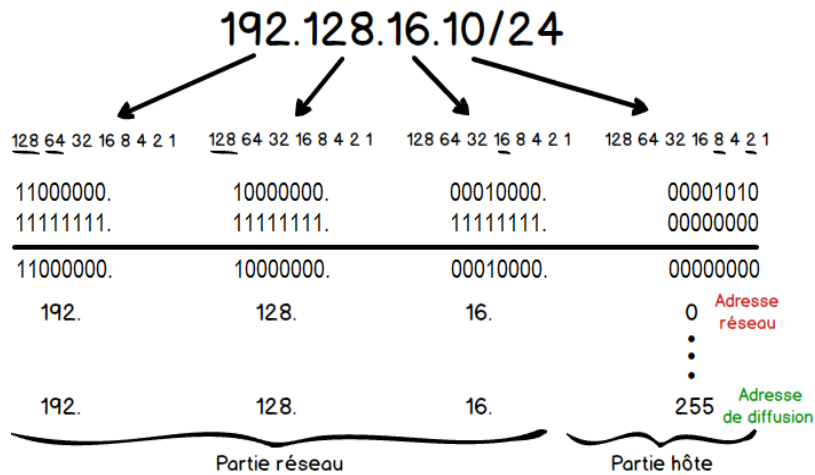 192.128.16.10/24
128 64 32 16 8 4 2 1 128 64 32 16 8 4 2 1 128 64 32 16 8 4 2 1 128 64 32 16 8 4 2 1
11000000. 10000000. 00010000. 00001010
11111111. 11111111. 11111111. 00000000
11000000. 10000000. 00010000. 00000000
192. 128. 16. 0 Adresse réseau
192. 128. 16. 255 Adresse de diffusion
Partie réseau Partie hôte